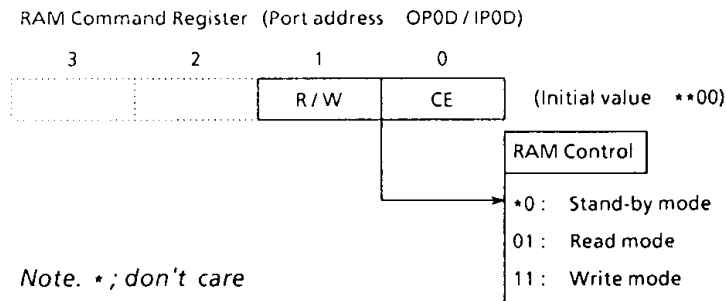 RAM Command Register (Port address OP0D / IP0D)
3 2 1 0
R / W CE (Initial value **00)
RAM Control
*0 : Stand-by mode
01 : Read mode
Note. * ; don't care 11 : Write mode